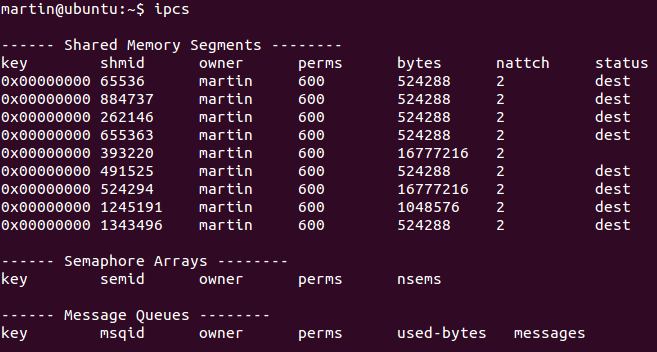 martin@ubuntu:~$ ipcs
------ Shared Memory Segments --------
key        shmid      owner      perms      bytes      nattch     status
0x00000000 65536      martin     600        524288     2          dest
0x00000000 884737     martin     600        524288     2          dest
0x00000000 262146     martin     600        524288     2          dest
0x00000000 655363     martin     600        524288     2          dest
0x00000000 393220     martin     600        16777216   2
0x00000000 491525     martin     600        524288     2          dest
0x00000000 524294     martin     600        16777216   2          dest
0x00000000 1245191    martin     600        1048576    2          dest
0x00000000 1343496    martin     600        524288     2          dest
------ Semaphore Arrays --------
key        semid      owner      perms      nsems
------ Message Queues --------
key        msqid      owner      perms      used-bytes   messages